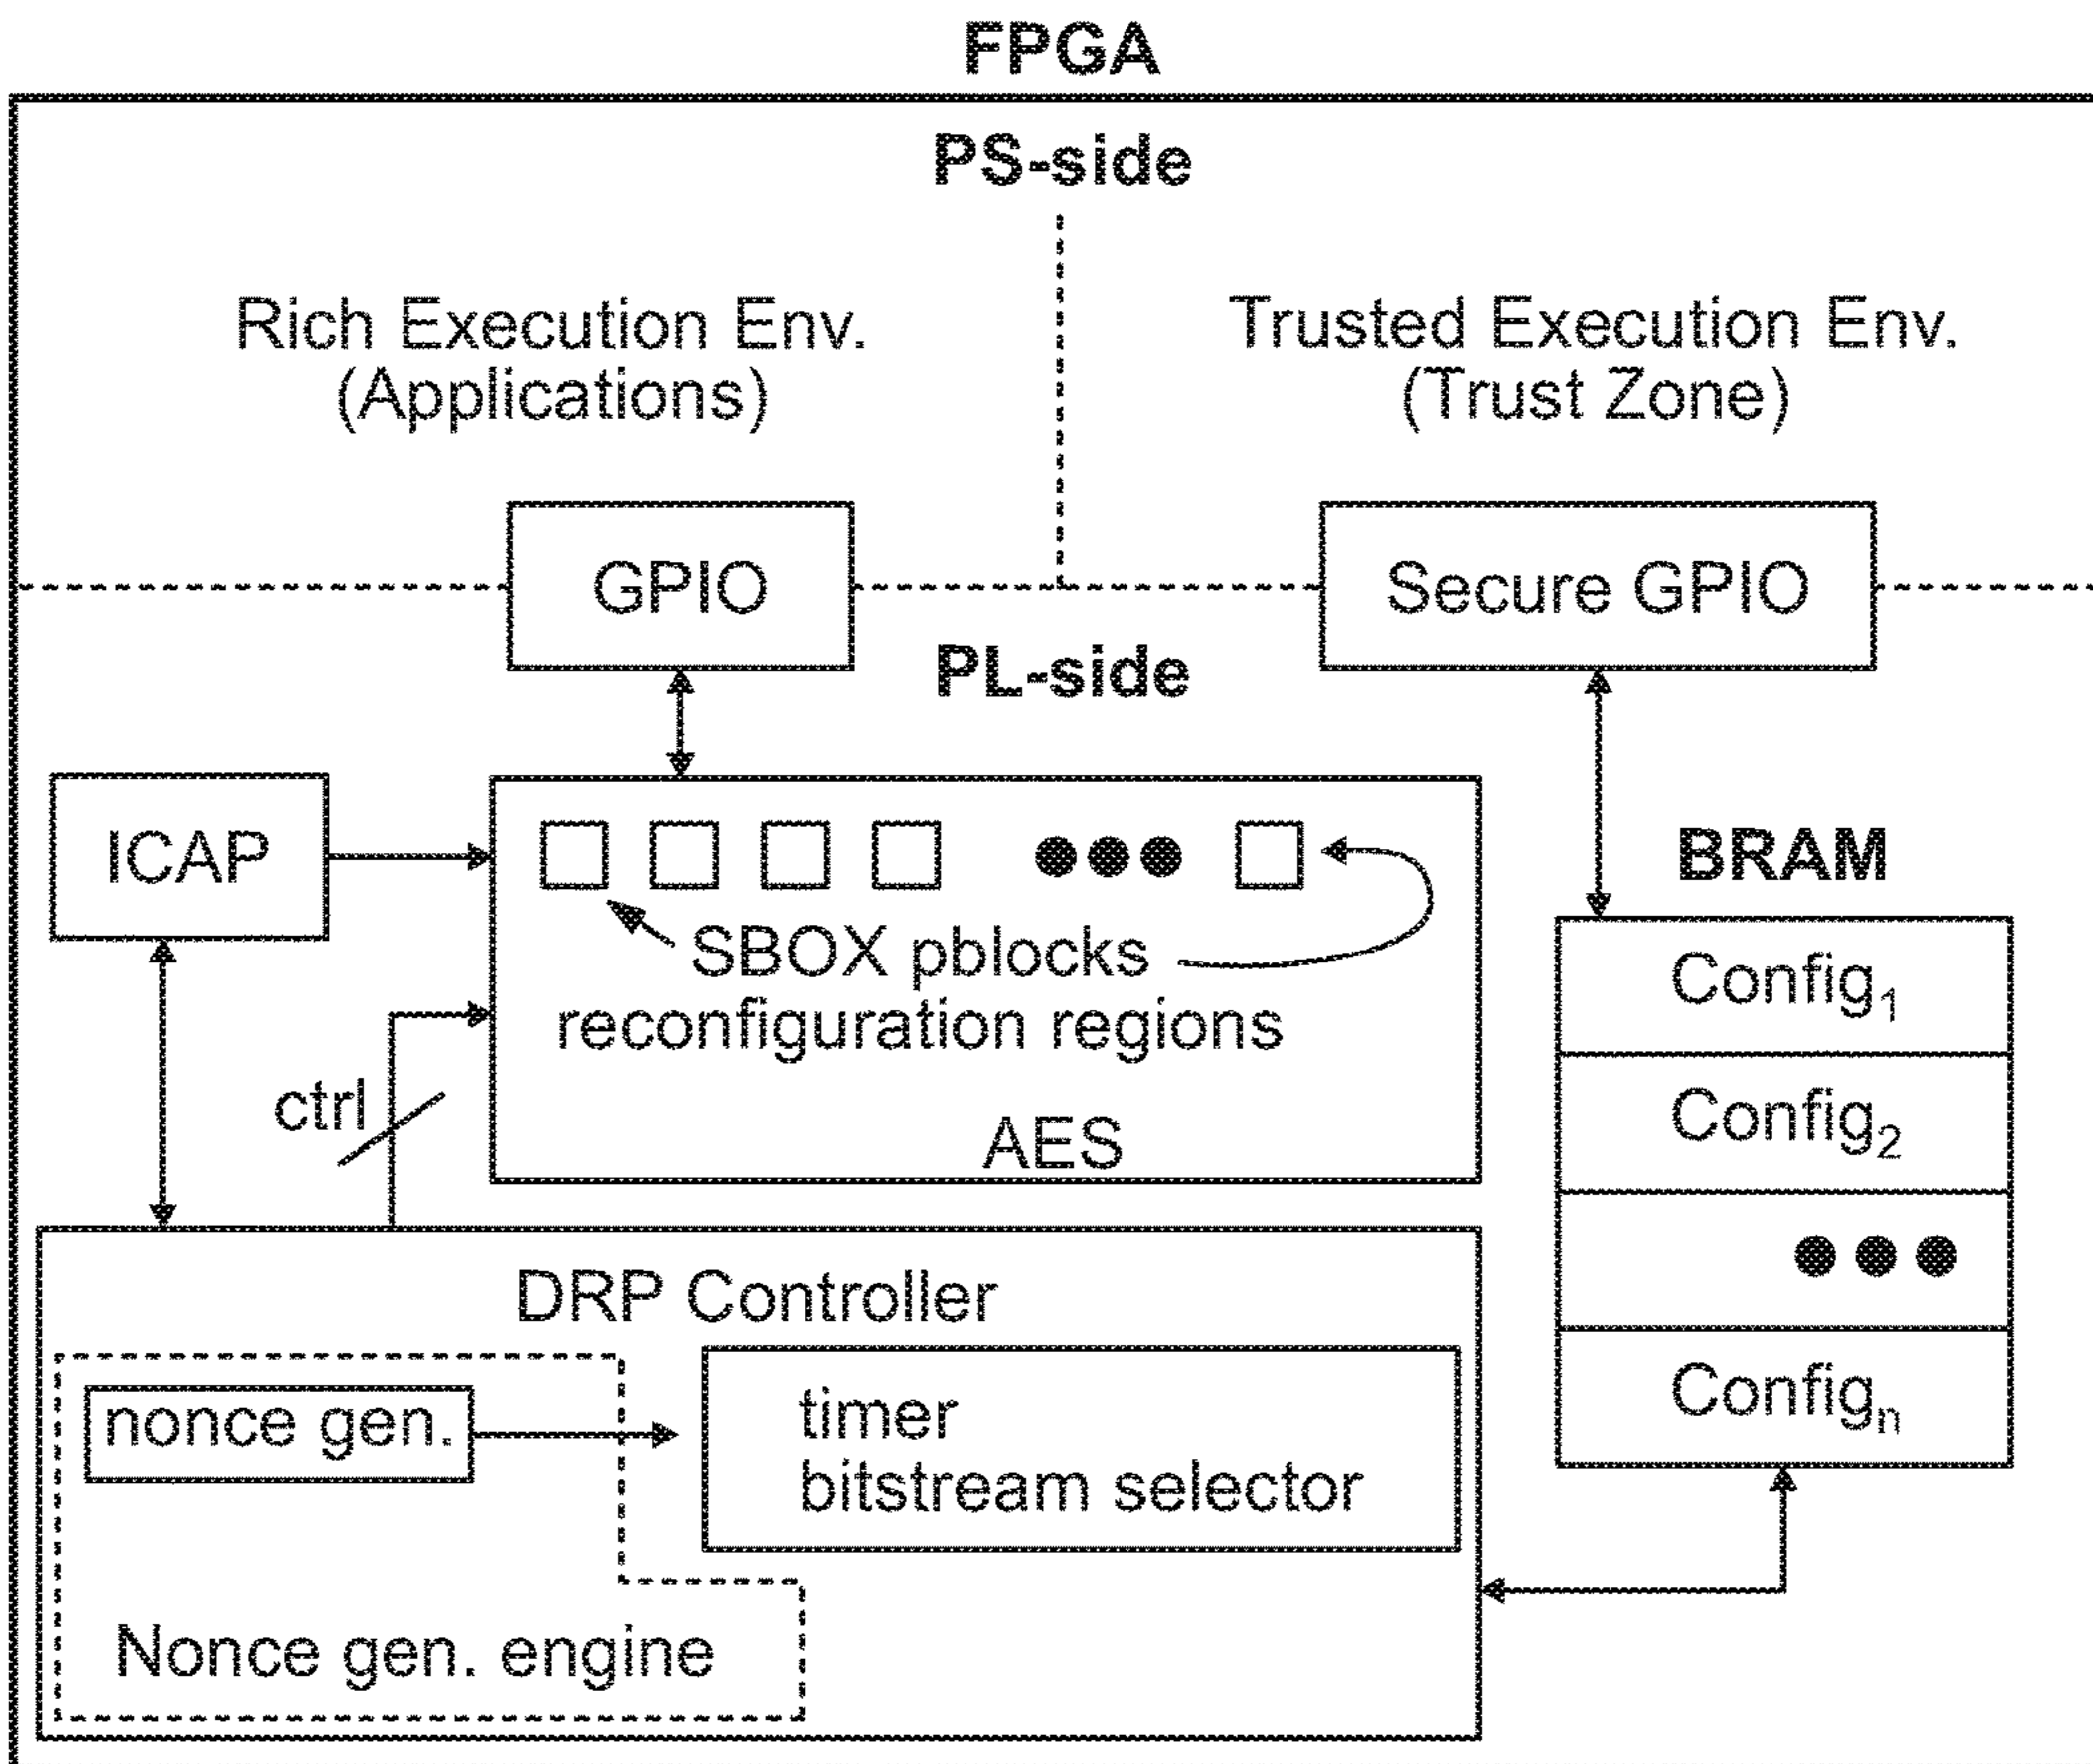 FPGA
PS-side
Rich Execution Env.
(Applications)
Trusted Execution Env.
(Trust Zone)
GPIO
Secure GPIO
PL-side
ICAP
BRAM
SBOX pblocks
reconfiguration regions
AES
ctrl
Config₁
Config₂
Configₙ
DRP Controller
nonce gen.
timer
bitstream selector
Nonce gen. engine